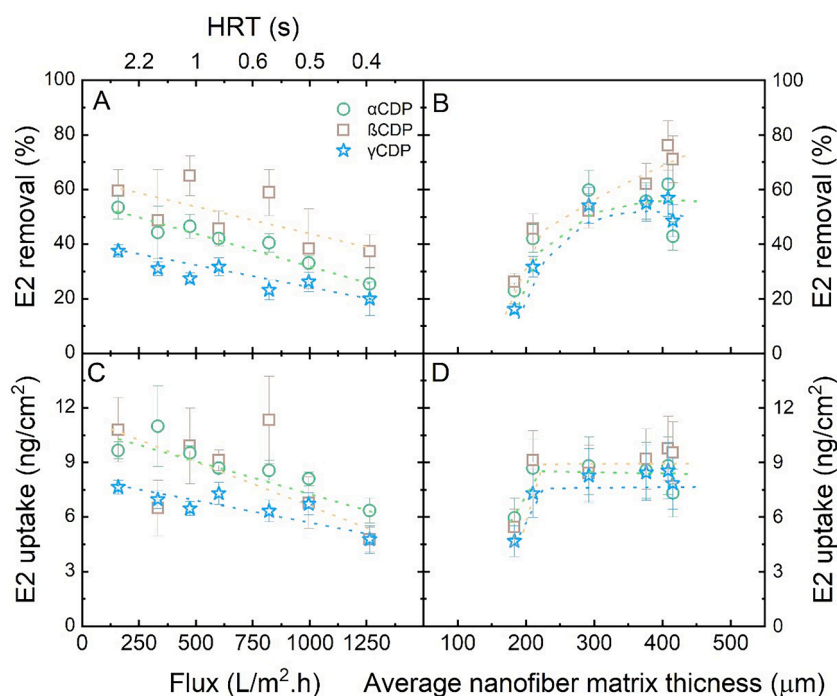 HRT (s)
2.2 1 0.6 0.5 0.4
A
αCDP
ßCDP
γCDP
B
E2 removal (%)
100
80
60
40
20
0
E2 removal (%)
100
80
60
40
20
0
C
D
E2 uptake (ng/cm²)
12
9
6
3
0
E2 uptake (ng/cm²)
12
9
6
3
0
0 250 500 750 1000 1250
100 200 300 400 500
Flux (L/m².h)
Average nanofiber matrix thicness (μm)